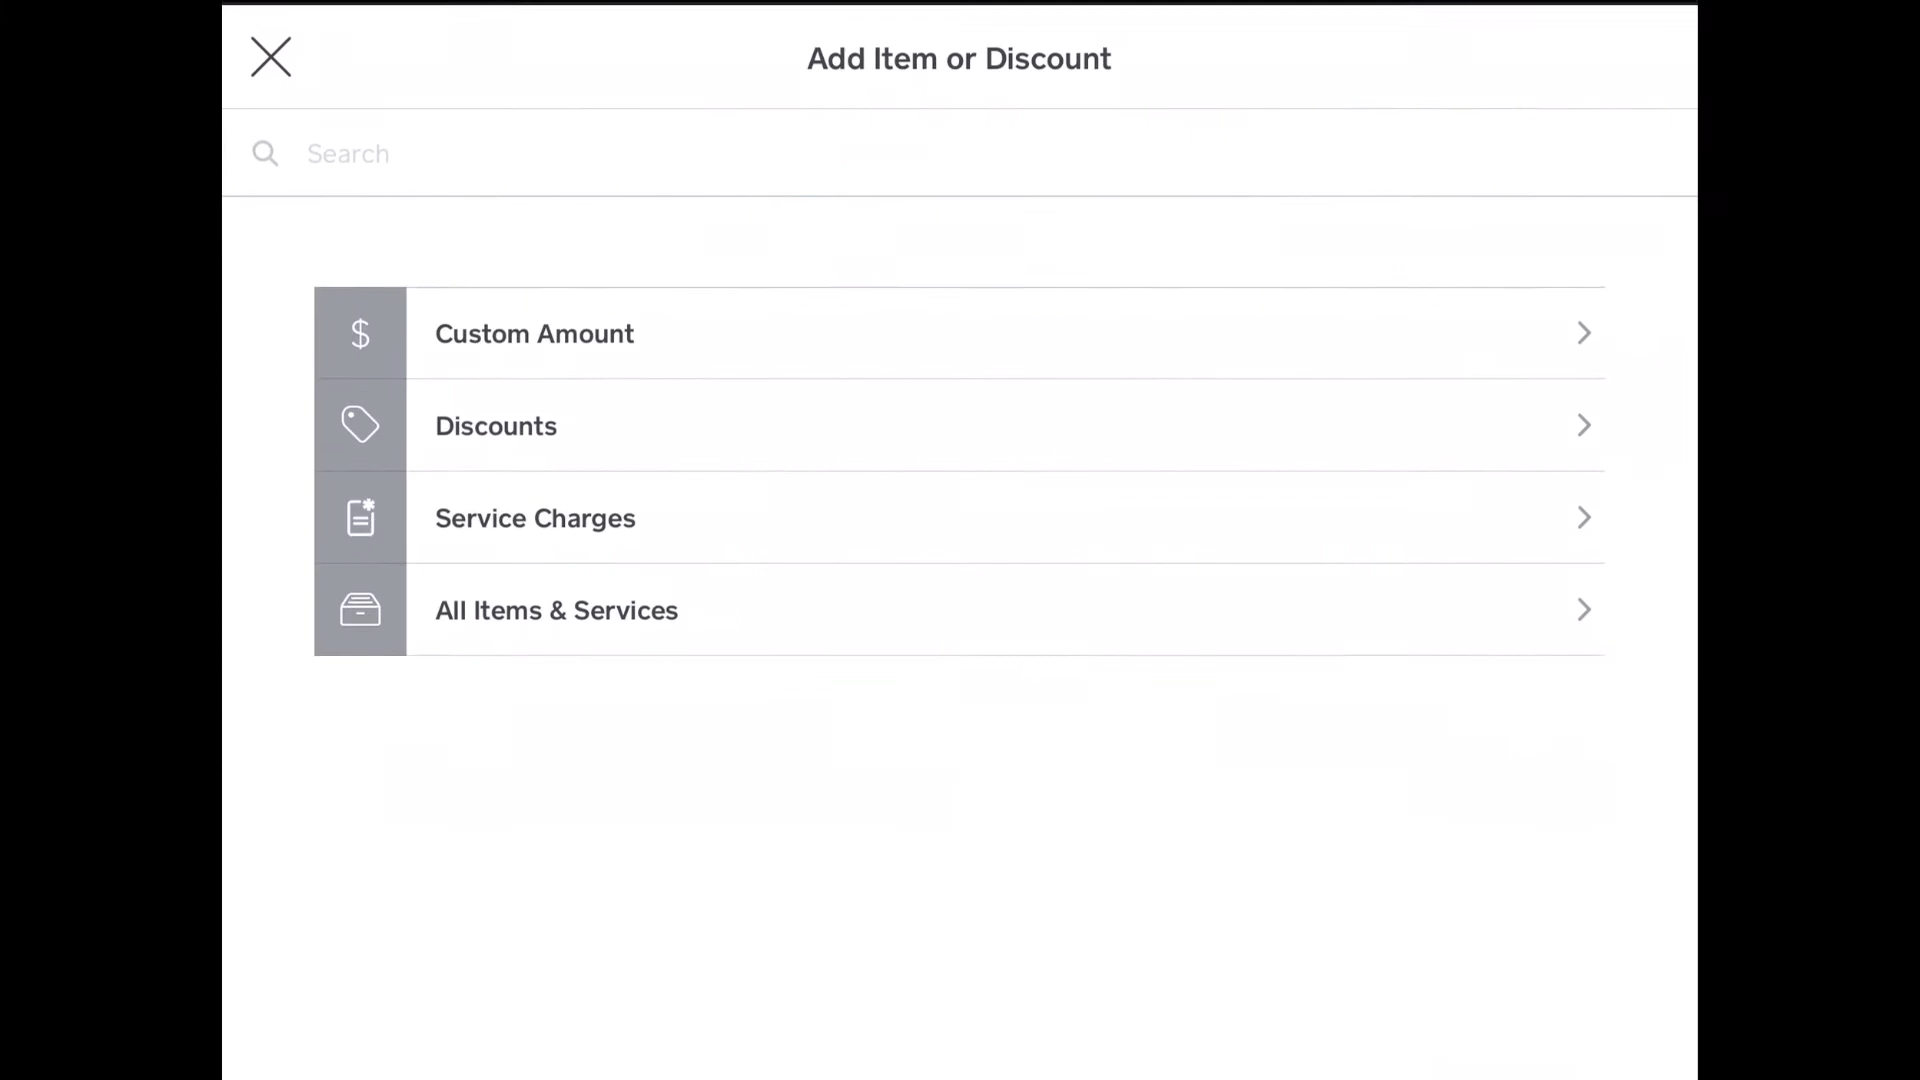 Add Item or Discount
Search
$ Custom Amount
Discounts
Service Charges
All Items & Services